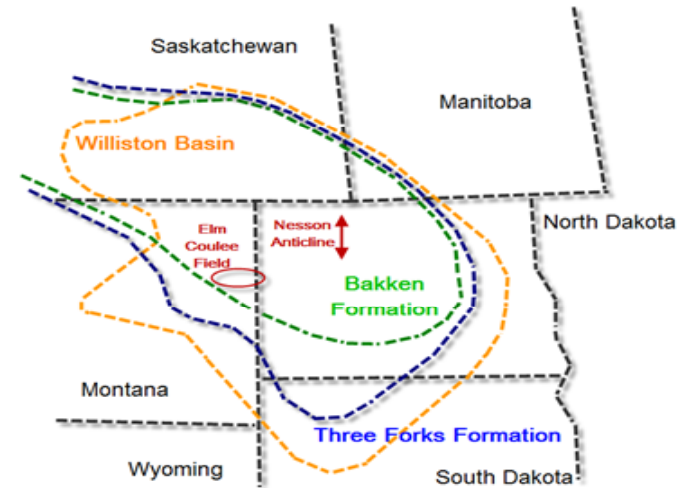 Saskatchewan
Manitoba
Williston Basin
North Dakota
Elm
Coulee
Field
Nesson
Anticline
Bakken
Formation
Montana
Three Forks Formation
Wyoming
South Dakota